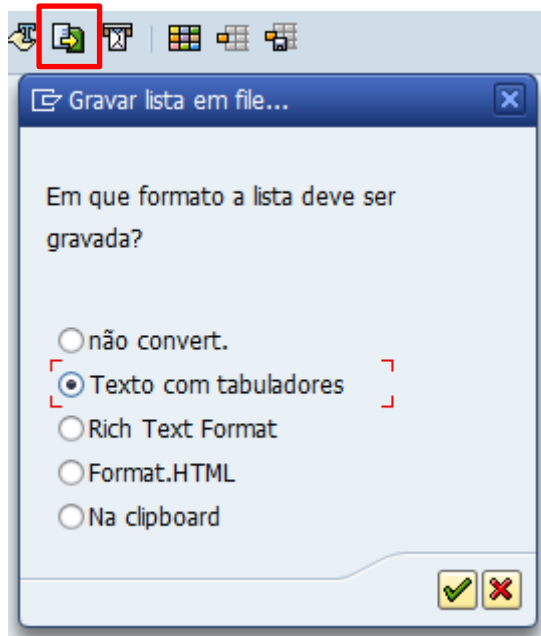 Gravar lista em file...
Em que formato a lista deve ser
gravada?
não convert.
Texto com tabuladores
Rich Text Format
Format.HTML
Na clipboard